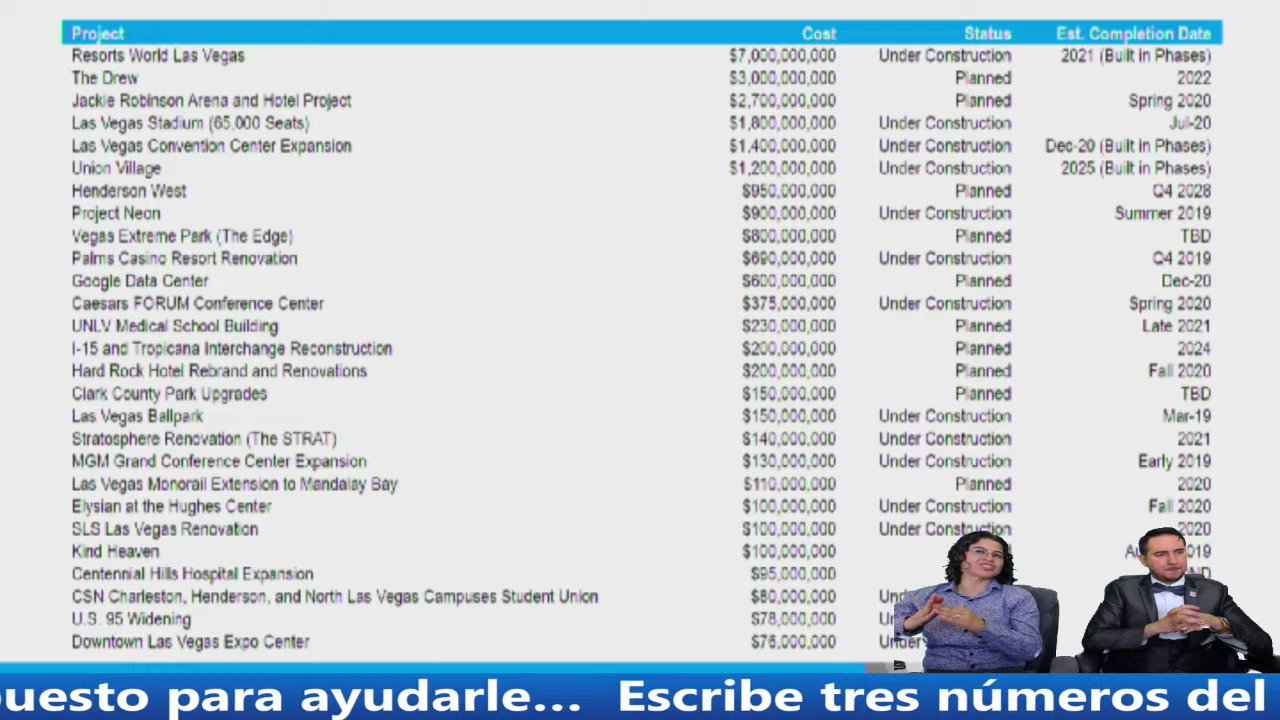 Project Cost Status Est. Completion Date
Resorts World Las Vegas $7,000,000,000 Under Construction 2021 (Built in Phases)
The Drew $3,000,000,000 Planned 2022
Jackie Robinson Arena and Hotel Project $2,700,000,000 Planned Spring 2020
Las Vegas Stadium (65,000 Seats) $1,800,000,000 Under Construction Jul-20
Las Vegas Convention Center Expansion $1,400,000,000 Under Construction Dec-20 (Built in Phases)
Union Village $1,200,000,000 Under Construction 2025 (Built in Phases)
Henderson West $950,000,000 Planned Q4 2028
Project Neon $900,000,000 Under Construction Summer 2019
Vegas Extreme Park (The Edge) $800,000,000 Planned TBD
Palms Casino Resort Renovation $690,000,000 Under Construction Q4 2019
Google Data Center $600,000,000 Planned Dec-20
Caesars FORUM Conference Center $375,000,000 Under Construction Spring 2020
UNLV Medical School Building $230,000,000 Planned Late 2021
I-15 and Tropicana Interchange Reconstruction $200,000,000 Planned 2024
Hard Rock Hotel Rebrand and Renovations $200,000,000 Planned Fall 2020
Clark County Park Upgrades $150,000,000 Planned TBD
Las Vegas Ballpark $150,000,000 Under Construction Mar-19
Stratosphere Renovation (The STRAT) $140,000,000 Under Construction 2021
MGM Grand Conference Center Expansion $130,000,000 Under Construction Early 2019
Las Vegas Monorail Extension to Mandalay Bay $110,000,000 Planned 2020
Elysian at the Hughes Center $100,000,000 Under Construction Fall 2020
SLS Las Vegas Renovation $100,000,000 Under Construction 2020
Kind Heaven $100,000,000
Centennial Hills Hospital Expansion $95,000,000
CSN Charleston, Henderson, and North Las Vegas Campuses Student Union $80,000,000
U.S. 95 Widening $78,000,000
Downtown Las Vegas Expo Center $76,000,000 Under
puesto para ayudarle... Escribe tres números del